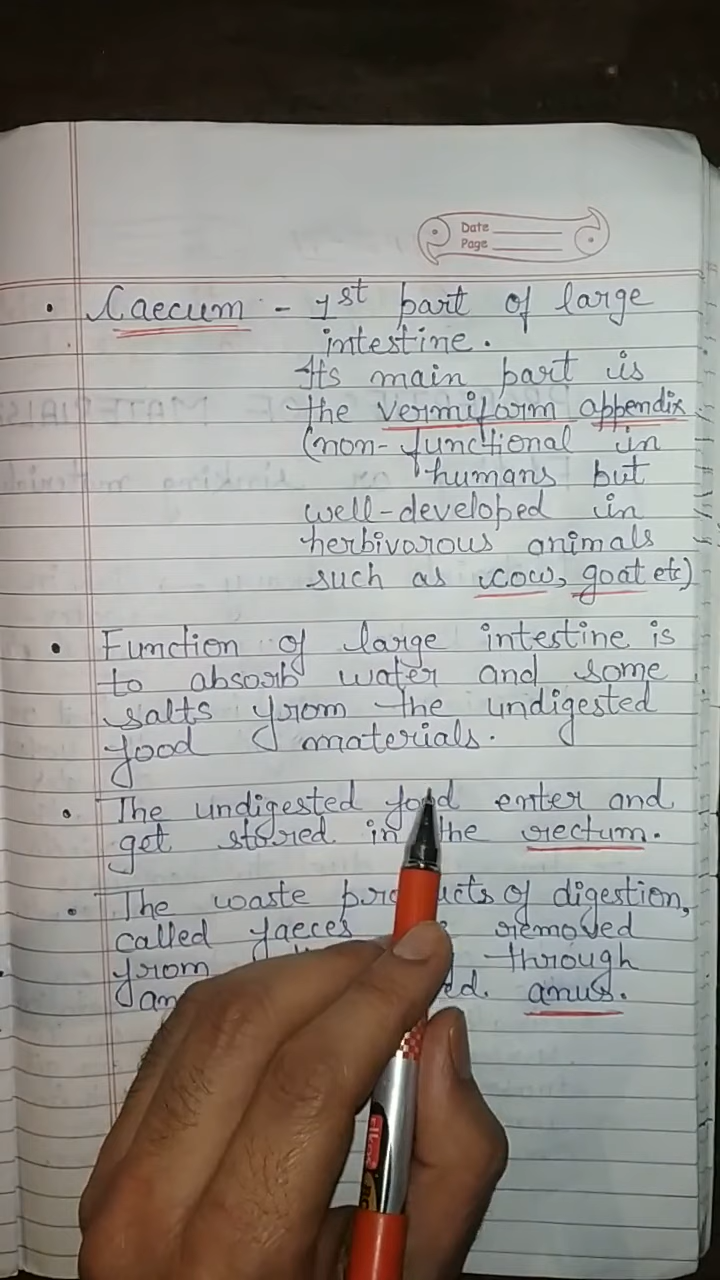 Date
Page
• Caecum - 1st part of large
intestine.
Its main part is
the vermiform appendix
(non-functional in
humans but
well-developed in
herbivorous animals
such as cow, goat etc)
• Function of large intestine is
to absorb water and some
salts from the undigested
food materials.
• The undigested food enter and
get stored in the rectum.
• The waste products of digestion,
called faeces removed
from through
an anus.